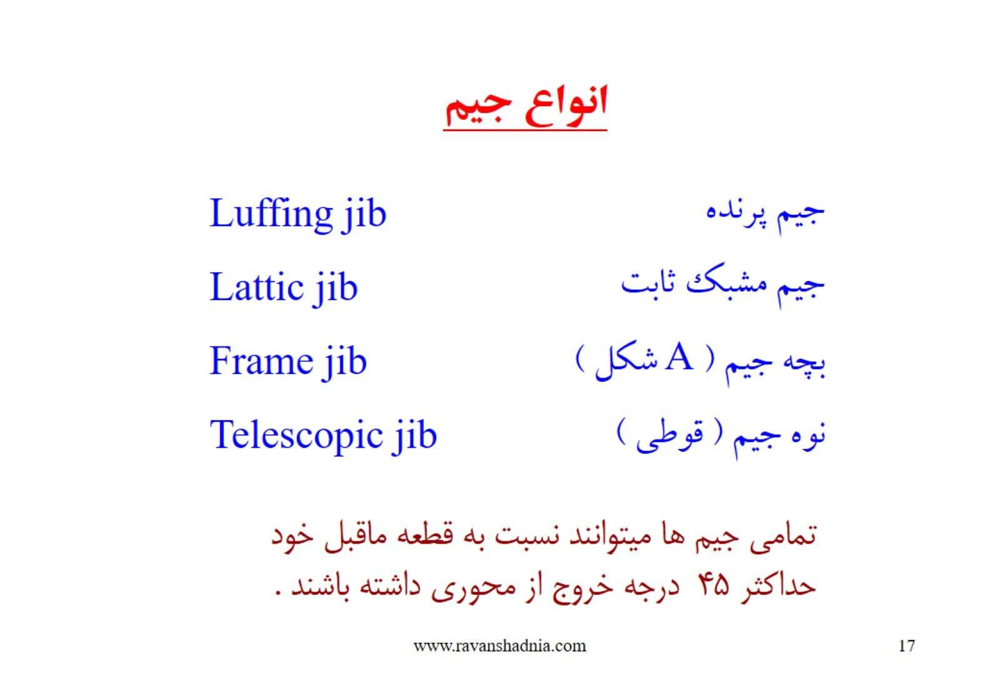 انواع جیم
جیم پرنده Luffing jib
جیم مشبك ثابت Lattic jib
بچه جیم ( A شکل ) Frame jib
نوه جیم ( قوطی ) Telescopic jib
تمامی جیم ها میتوانند نسبت به قطعه ماقبل خود
حداکثر ۴۵ درجه خروج از محوری داشته باشند .
www.ravanshadnia.com 17